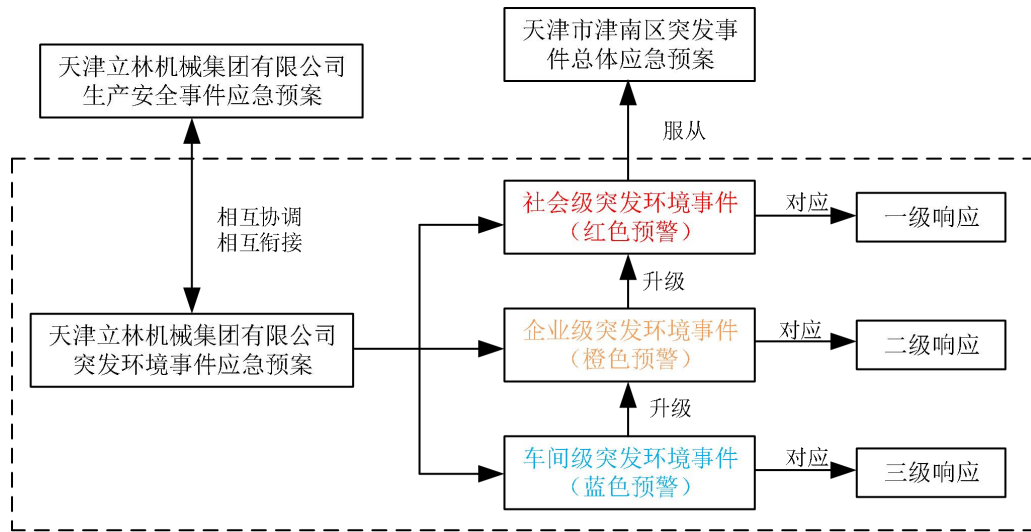 天津市津南区突发事
件总体应急预案
天津立林机械集团有限公司
生产安全事件应急预案
服从
相互协调
相互衔接
社会级突发环境事件
（红色预警）
对应
一级响应
升级
天津立林机械集团有限公司
突发环境事件应急预案
企业级突发环境事件
（橙色预警）
对应
二级响应
升级
车间级突发环境事件
（蓝色预警）
对应
三级响应